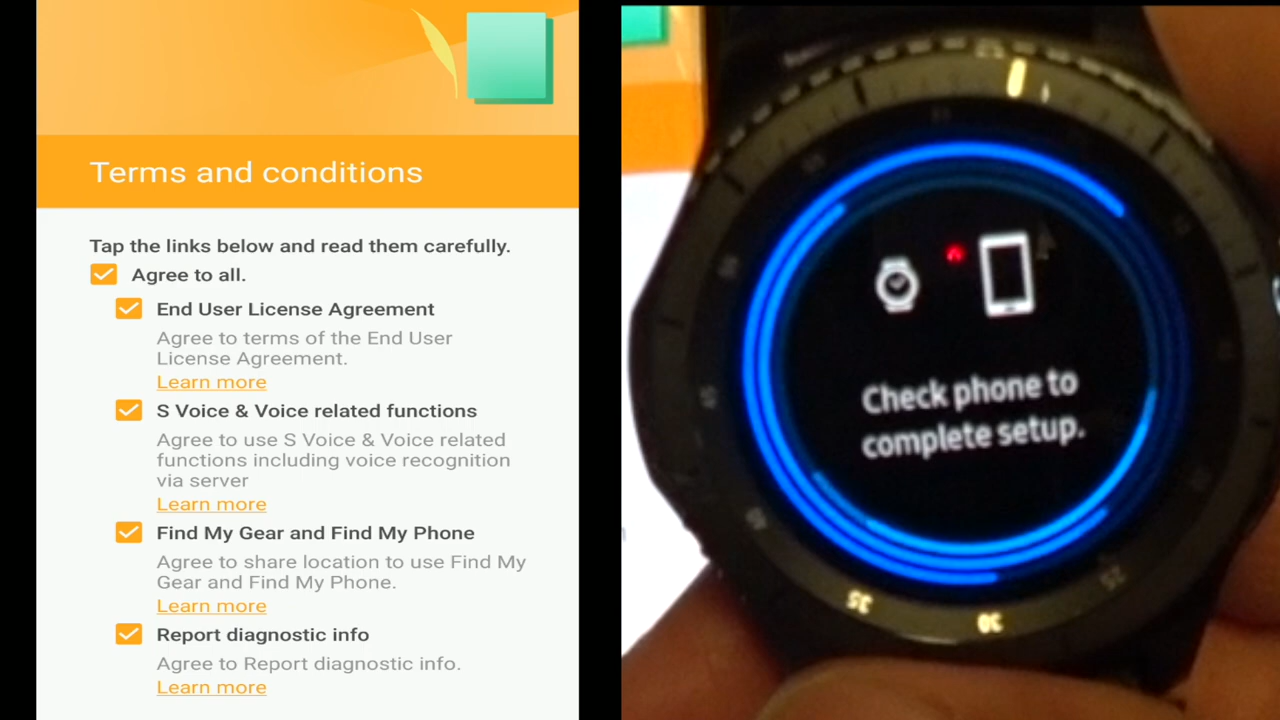 Terms and conditions
Tap the links below and read them carefully.
Agree to all.
End User License Agreement
Agree to terms of the End User
License Agreement.
Learn more
S Voice & Voice related functions
Agree to use S Voice & Voice related
functions including voice recognition
via server
Learn more
Find My Gear and Find My Phone
Agree to share location to use Find My
Gear and Find My Phone.
Learn more
Report diagnostic info
Agree to Report diagnostic info.
Learn more
Check phone to
complete setup.
35
30